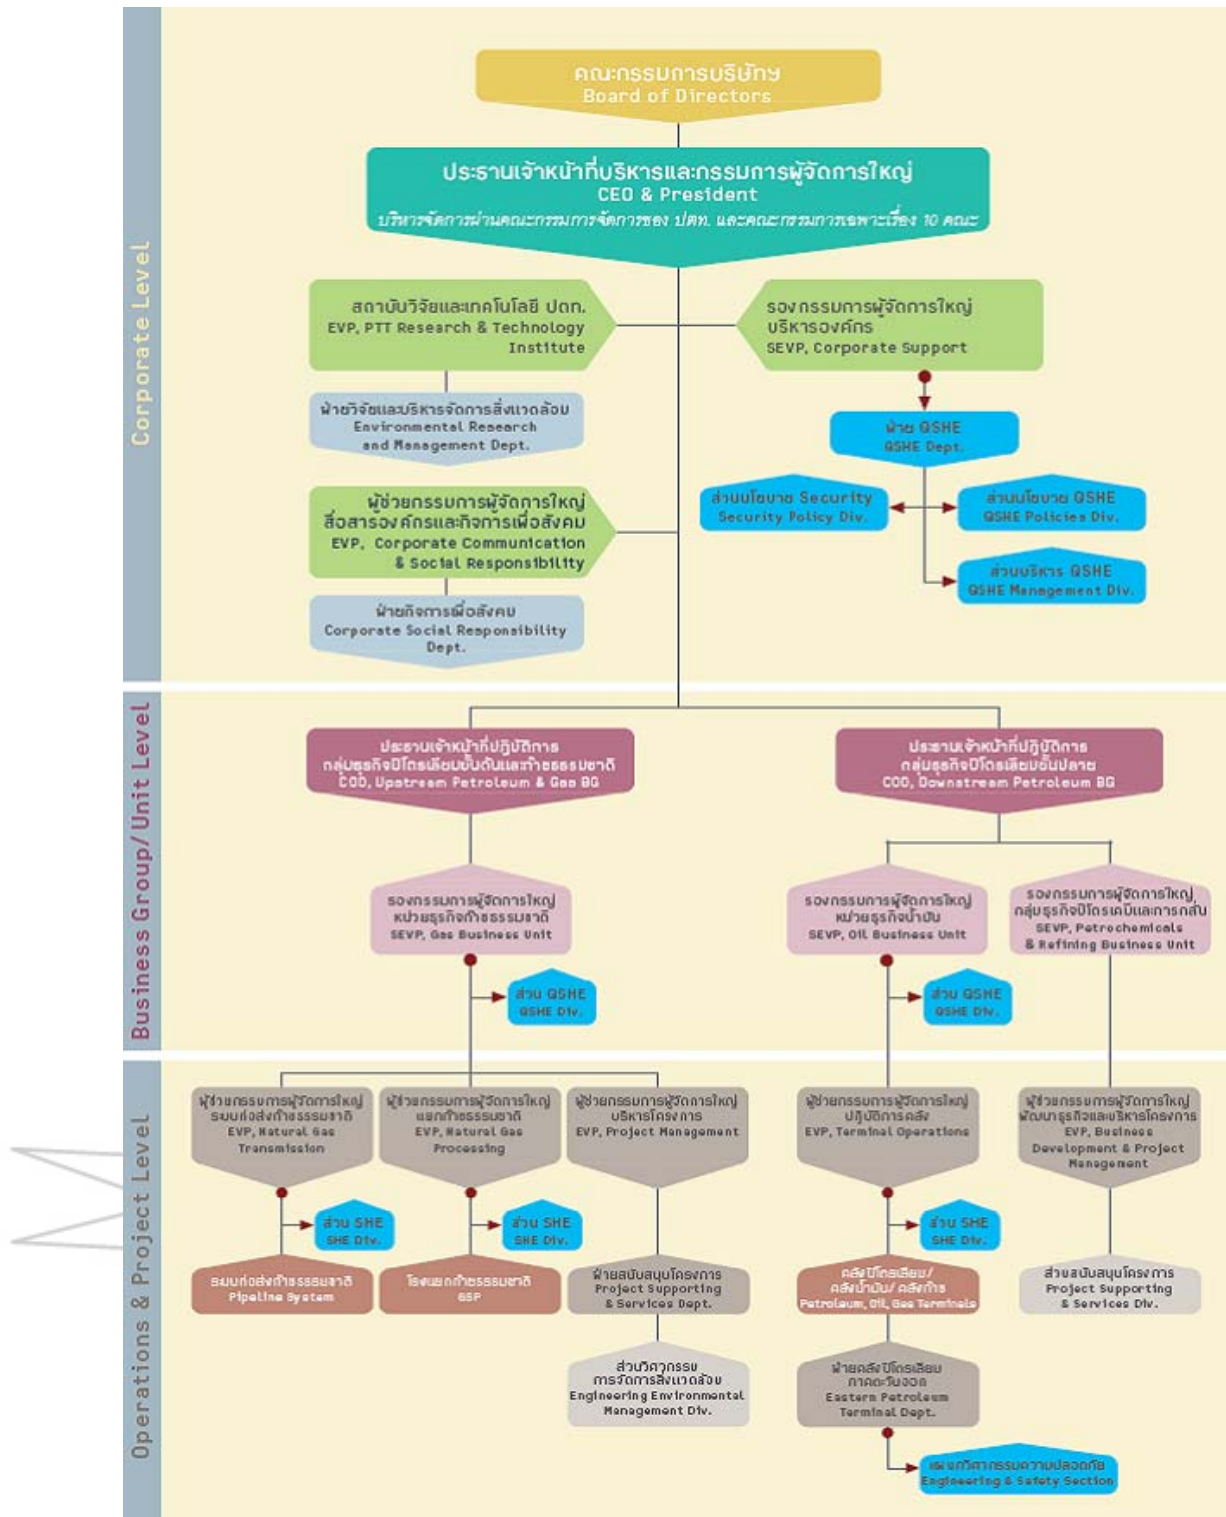 คณะกรรมการบริษัทฯ
Board of Directors
ประธานเจ้าหน้าที่บริหารและกรรมการผู้จัดการใหญ่
CEO & President
บริหารจัดการผ่านคณะกรรมการจัดการของ ปตท. และคณะกรรมการเฉพาะเรื่อง 10 คณะ
Corporate Level
สถาบันวิจัยและเทคโนโลยี ปตท.
EVP, PTT Research & Technology
Institute
รองกรรมการผู้จัดการใหญ่
บริหารองค์กร
SEVP, Corporate Support
ฝ่ายวิจัยและบริหารจัดการสิ่งแวดล้อม
Environmental Research
and Management Dept.
ฝ่าย QSHE
QSHE Dept.
ส่วนนโยบาย Security
Security Policy Div.
ส่วนนโยบาย QSHE
QSHE Policies Div.
ผู้ช่วยกรรมการผู้จัดการใหญ่
สื่อสารองค์กรและกิจการเพื่อสังคม
EVP, Corporate Communication
& Social Responsibility
ส่วนบริหาร QSHE
QSHE Management Div.
ฝ่ายกิจการเพื่อสังคม
Corporate Social Responsibility
Dept.
Business Group/ Unit Level
ประธานเจ้าหน้าที่ปฏิบัติการ
กลุ่มธุรกิจปิโตรเลียมขั้นต้นและก๊าซธรรมชาติ
COO, Upstream Petroleum & Gas BG
ประธานเจ้าหน้าที่ปฏิบัติการ
กลุ่มธุรกิจปิโตรเลียมขั้นปลาย
COO, Downstream Petroleum BG
รองกรรมการผู้จัดการใหญ่
หน่วยธุรกิจก๊าซธรรมชาติ
SEVP, Gas Business Unit
รองกรรมการผู้จัดการใหญ่
หน่วยธุรกิจน้ำมัน
SEVP, Oil Business Unit
รองกรรมการผู้จัดการใหญ่
กลุ่มธุรกิจปิโตรเคมีและการกลั่น
SEVP, Petrochemicals
& Refining Business Unit
ส่วน QSHE
QSHE Div.
ส่วน QSHE
QSHE Div.
Operations & Project Level
ผู้ช่วยกรรมการผู้จัดการใหญ่
ระบบท่อส่งก๊าซธรรมชาติ
EVP, Natural Gas
Transmission
ผู้ช่วยกรรมการผู้จัดการใหญ่
แยกก๊าซธรรมชาติ
EVP, Natural Gas
Processing
ผู้ช่วยกรรมการผู้จัดการใหญ่
บริหารโครงการ
EVP, Project Management
ผู้ช่วยกรรมการผู้จัดการใหญ่
ปฏิบัติการคลัง
EVP, Terminal Operations
ผู้ช่วยกรรมการผู้จัดการใหญ่
พัฒนาธุรกิจและบริหารโครงการ
EVP, Business
Development & Project
Management
ส่วน SHE
SHE Div.
ส่วน SHE
SHE Div.
ส่วน SHE
SHE Div.
ระบบท่อส่งก๊าซธรรมชาติ
Pipeline System
โรงแยกก๊าซธรรมชาติ
GSP
ฝ่ายสนับสนุนโครงการ
Project Supporting
& Services Dept.
คลังปิโตรเลียม/
คลังน้ำมัน/ คลังก๊าซ
Petroleum, Oil, Gas Terminals
ส่วนสนับสนุนโครงการ
Project Supporting
& Services Div.
ส่วนวิศวกรรม
การจัดการสิ่งแวดล้อม
Engineering Environmental
Management Div.
ฝ่ายคลังปิโตรเลียม
ภาคตะวันออก
Eastern Petroleum
Terminal Dept.
แผนกวิศวกรรมความปลอดภัย
Engineering & Safety Section